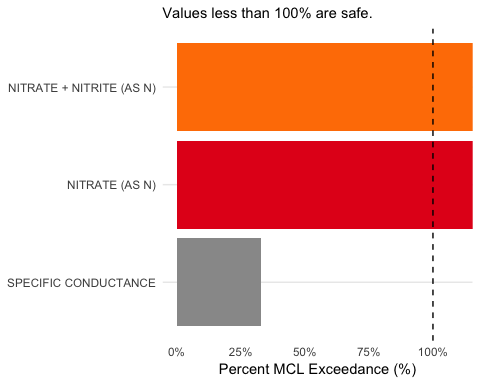 Values less than 100% are safe.
NITRATE + NITRITE (AS N)
NITRATE (AS N)
SPECIFIC CONDUCTANCE
0% 25% 50% 75% 100%
Percent MCL Exceedance (%)